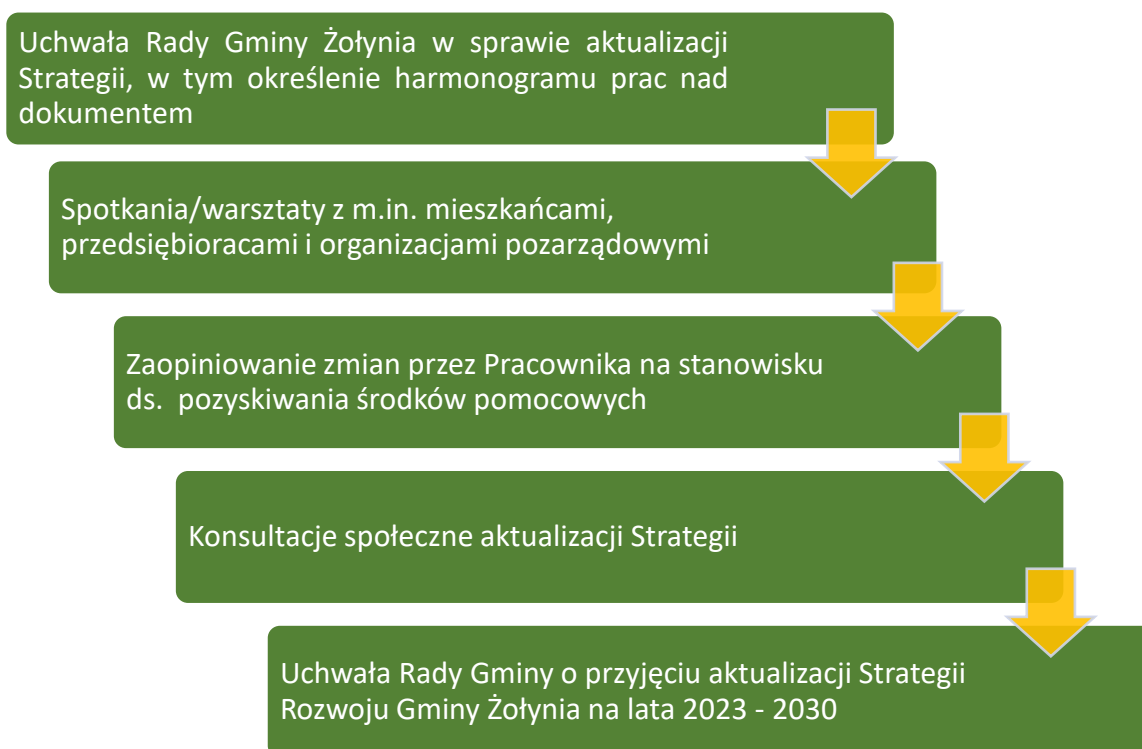 Uchwała Rady Gminy Żołynia w sprawie aktualizacji
Strategii, w tym określenie harmonogramu prac nad
dokumentem
Spotkania/warsztaty z m.in. mieszkańcami,
przedsiębioracami i organizacjami pozarządowymi
Zaopiniowanie zmian przez Pracownika na stanowisku
ds. pozyskiwania środków pomocowych
Konsultacje społeczne aktualizacji Strategii
Uchwała Rady Gminy o przyjęciu aktualizacji Strategii
Rozwoju Gminy Żołynia na lata 2023 - 2030